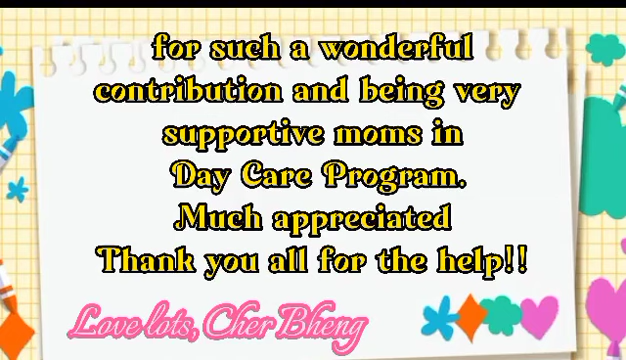 for such a wonderful
contribution and being very
supportive moms in
Day Care Program.
Much appreciated
Thank you all for the help!!
Love lots, Cher Bheng